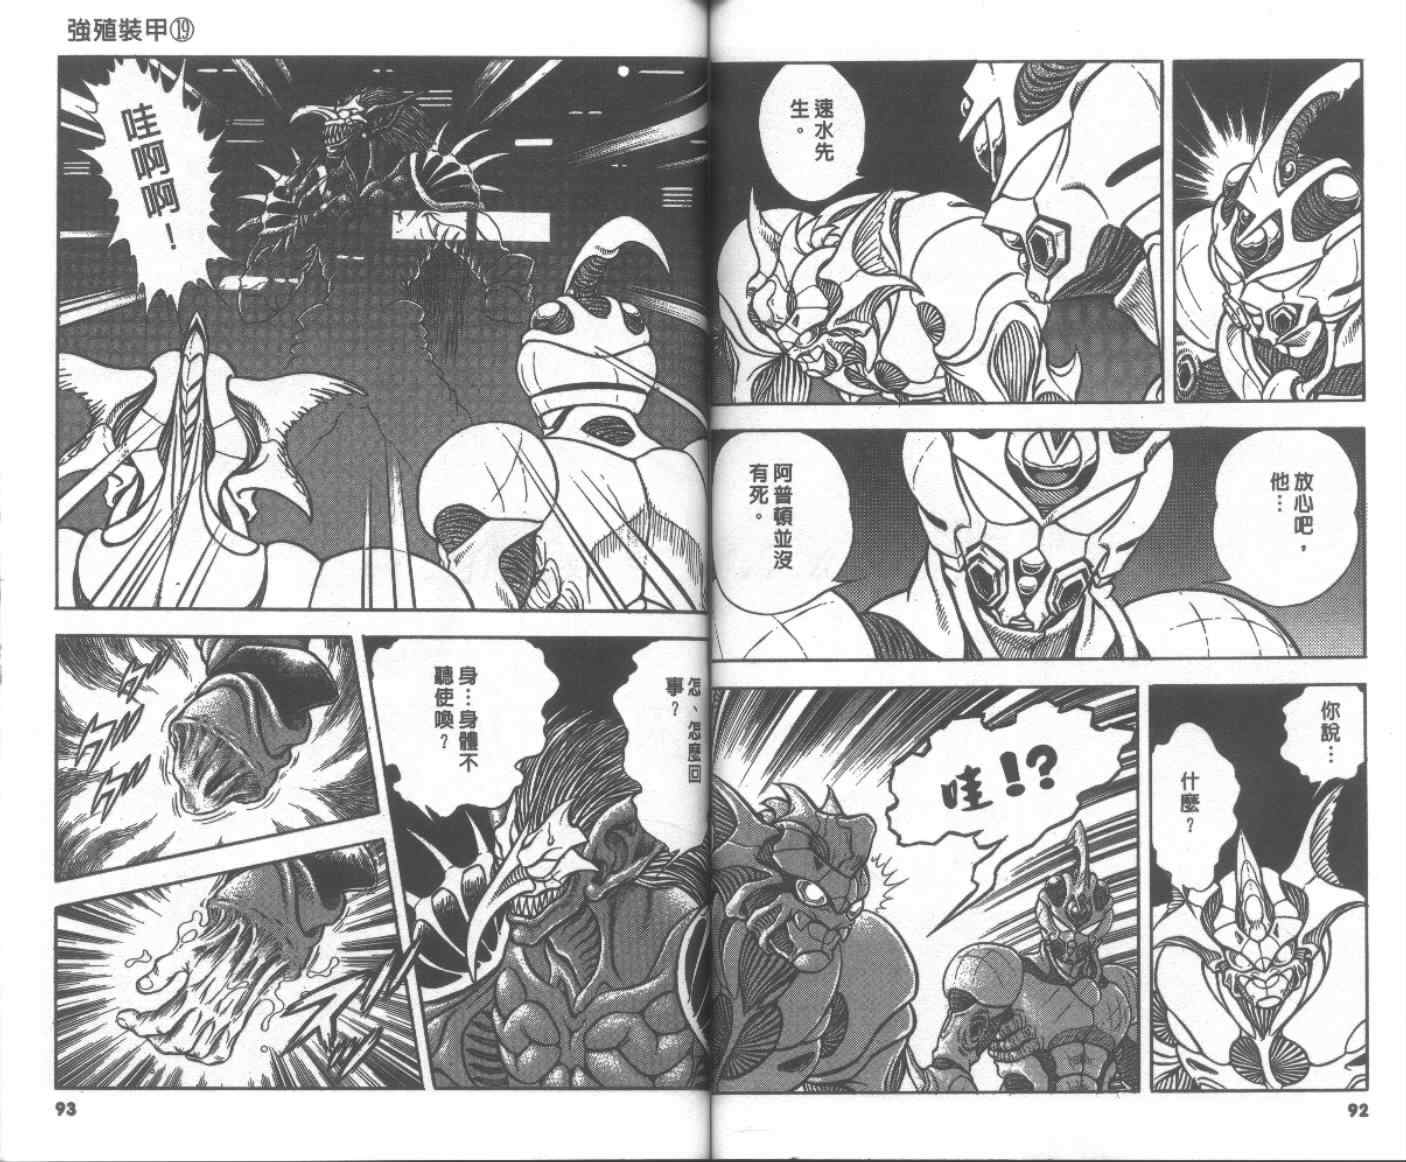 強殖裝甲⑲
速水先
生。
放心吧，
他…
阿普頓並沒
有死。
你說…
什麼？
哇!?
92
哇啊啊！
怎、怎麼回
事？
身…身體不
聽使喚？
93